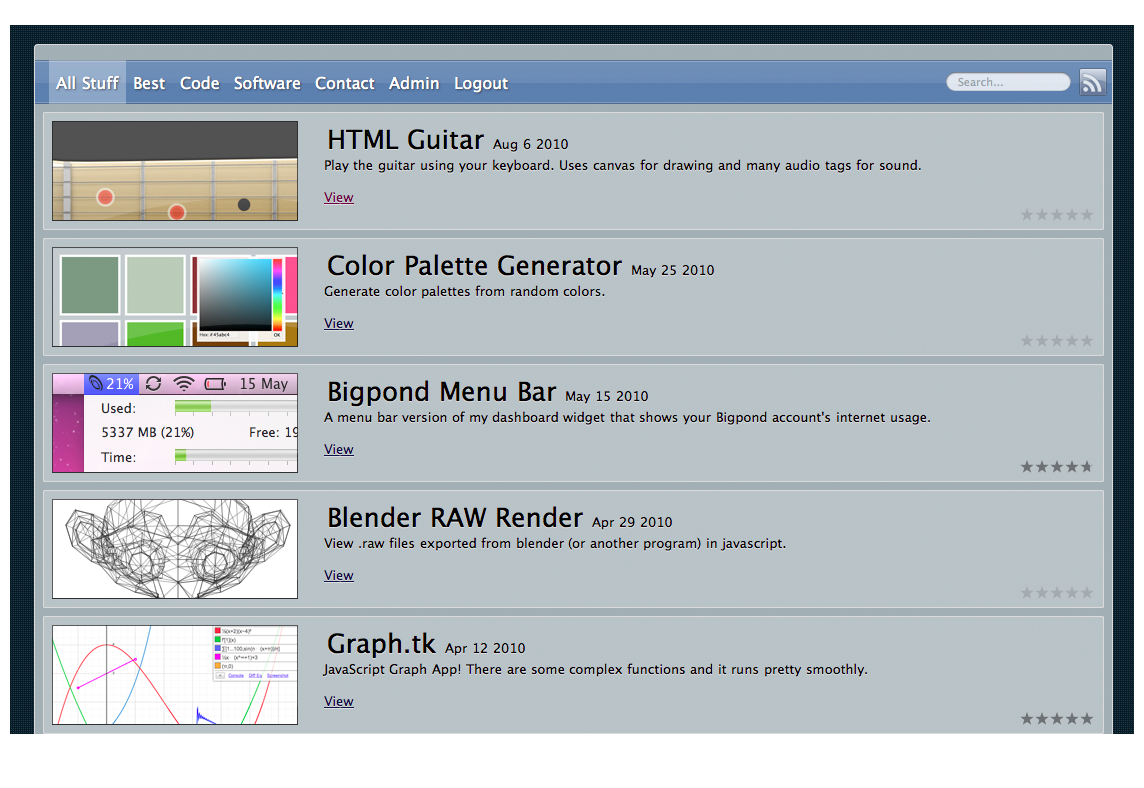 All Stuff Best Code Software Contact Admin Logout Search...
HTML Guitar Aug 6 2010
Play the guitar using your keyboard. Uses canvas for drawing and many audio tags for sound.
View
Color Palette Generator May 25 2010
Generate color palettes from random colors.
View
Hex: #45abc4 OK
21% 15 May
Used:
5337 MB (21%) Free: 19
Time:
Bigpond Menu Bar May 15 2010
A menu bar version of my dashboard widget that shows your Bigpond account's internet usage.
View
Blender RAW Render Apr 29 2010
View .raw files exported from blender (or another program) in javascript.
View
Graph.tk Apr 12 2010
JavaScript Graph App! There are some complex functions and it runs pretty smoothly.
View
Console Screenshot